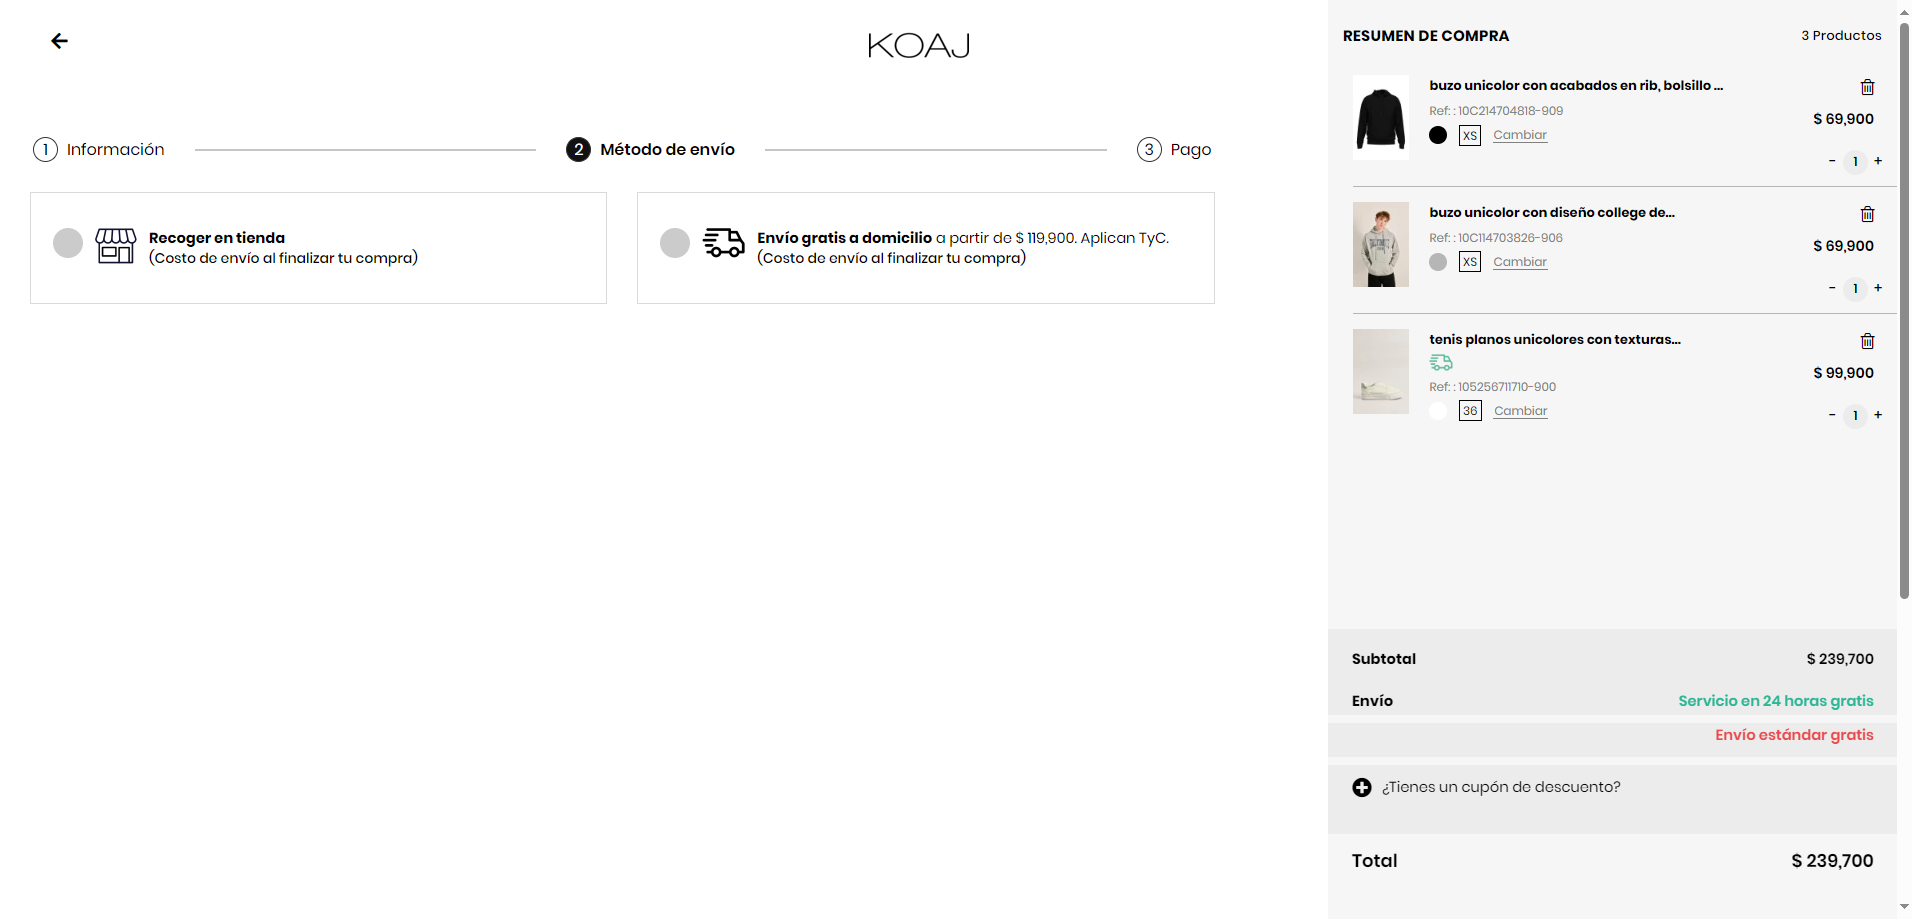 KOAJ
1 Información
2 Método de envío
3 Pago
Recoger en tienda
(Costo de envío al finalizar tu compra)
Envío gratis a domicilio a partir de $ 119,900. Aplican TyC.
(Costo de envío al finalizar tu compra)
RESUMEN DE COMPRA
3 Productos
buzo unicolor con acabados en rib, bolsillo ...
Ref: : 10C214704818-909
$ 69,900
XS Cambiar
- 1 +
buzo unicolor con diseño college de...
Ref: : 10C114703826-906
$ 69,900
XS Cambiar
- 1 +
tenis planos unicolores con texturas...
$ 99,900
Ref: : 105256711710-900
36 Cambiar
- 1 +
Subtotal $ 239,700
Envío Servicio en 24 horas gratis
Envío estándar gratis
¿Tienes un cupón de descuento?
Total $ 239,700